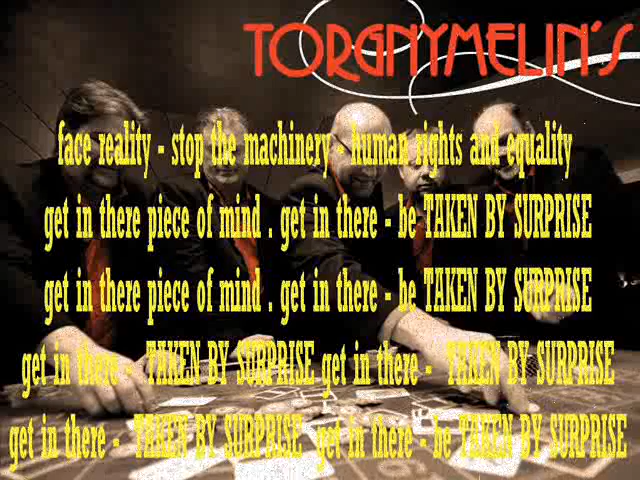 TORGNYMELIN'S
face reality - stop the machinery - human rights and equality
get in there piece of mind . get in there - be TAKEN BY SURPRISE
get in there piece of mind . get in there - be TAKEN BY SURPRISE
get in there - TAKEN BY SURPRISE get in there - TAKEN BY SURPRISE
get in there - TAKEN BY SURPRISE get in there - be TAKEN BY SURPRISE